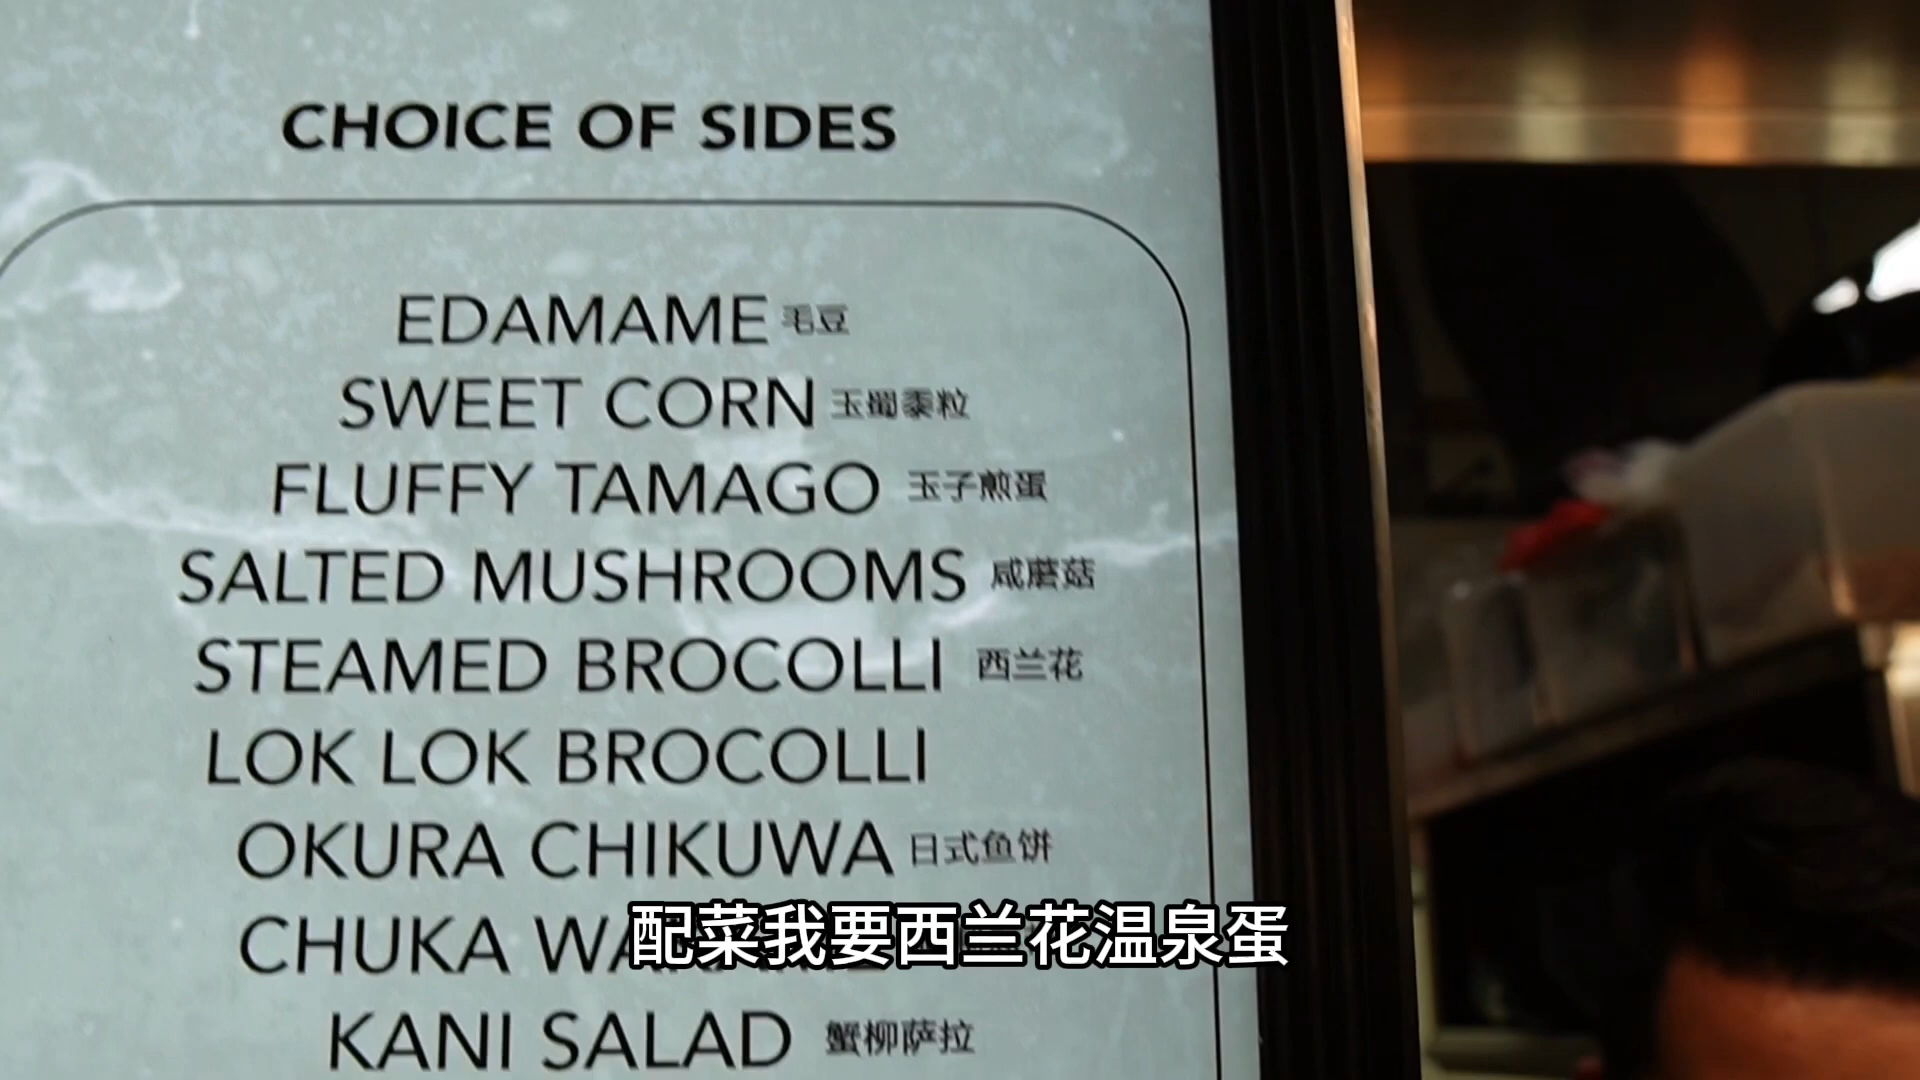 CHOICE OF SIDES
EDAMAME 毛豆
SWEET CORN 玉蜀黍粒
FLUFFY TAMAGO 玉子煎蛋
SALTED MUSHROOMS 咸蘑菇
STEAMED BROCOLLI 西兰花
LOK LOK BROCOLLI
OKURA CHIKUWA 日式鱼饼
CHUKA
配菜我要西兰花温泉蛋
KANI SALAD 蟹柳萨拉